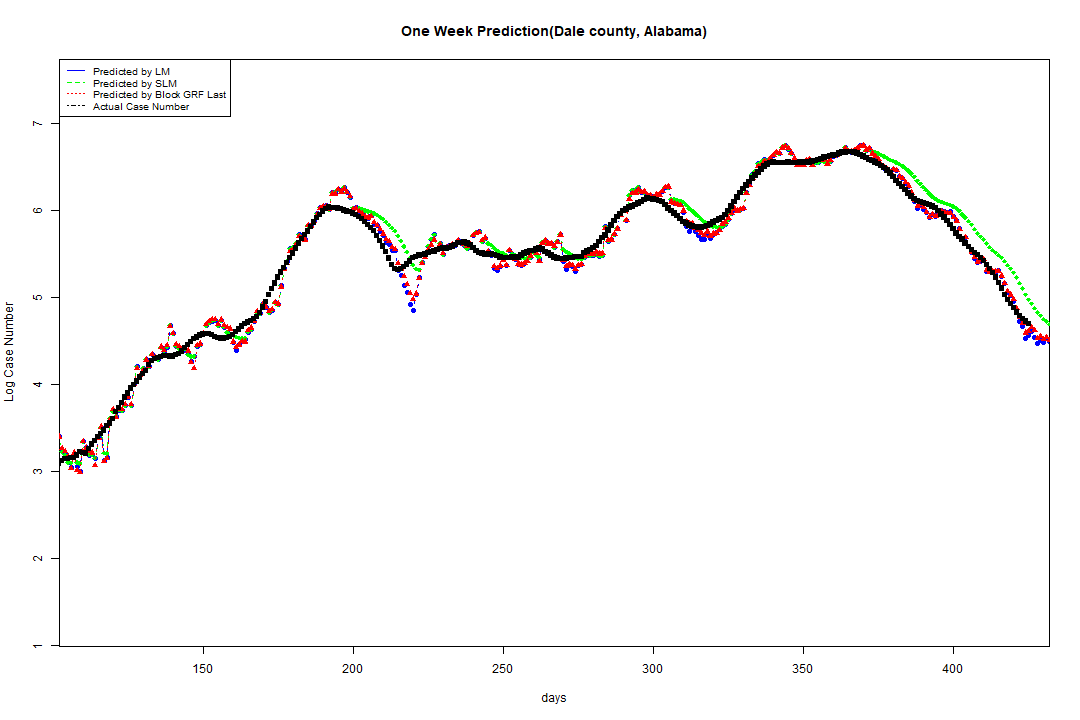 One Week Prediction(Dale county, Alabama)
Predicted by LM
Predicted by SLM
Predicted by Block GRF Last
Actual Case Number
7
6
5
4
3
2
1
Log Case Number
150 200 250 300 350 400
days